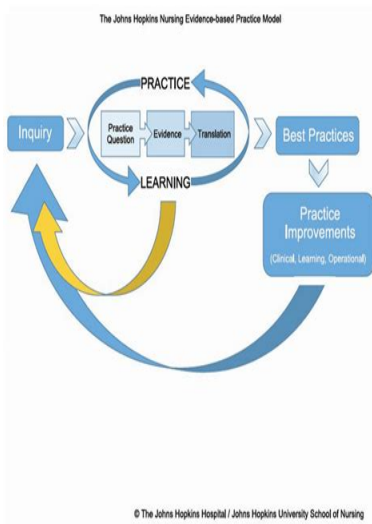 The Johns Hopkins Nursing Evidence-based Practice Model
PRACTICE
Inquiry
Practice
Question
Evidence
Translation
Best Practices
LEARNING
Practice
Improvements
(Clinical, Learning, Operational)
© The Johns Hopkins Hospital / Johns Hopkins University School of Nursing